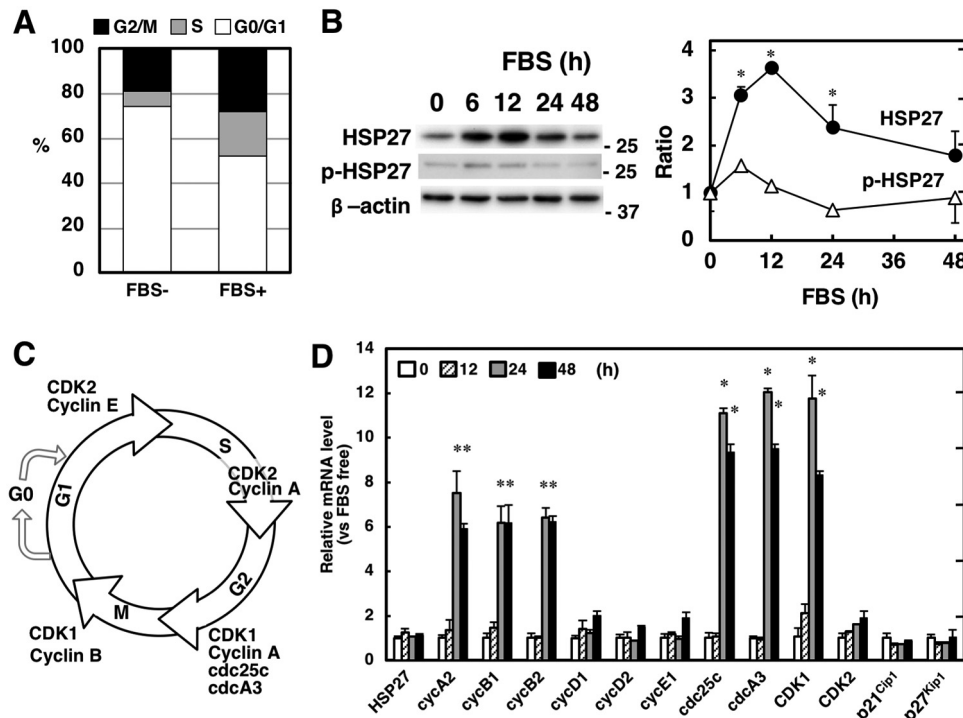 A
G2/M S G0/G1
100
80
60
40
20
0
%
FBS- FBS+
B
FBS (h)
0 6 12 24 48
HSP27
- 25
p-HSP27
- 25
β–actin
- 37
4
3
2
1
0
Ratio
* * *
HSP27
p-HSP27
0 12 24 36 48
FBS (h)
C
CDK2
Cyclin E
S
CDK2
Cyclin A
G0
G1
G2
M
CDK1
Cyclin B
CDK1
Cyclin A
cdc25c
cdcA3
D
14
12
10
8
6
4
2
0
Relative mRNA level
(vs FBS free)
0 12 24 48 (h)
** ** ** * * * * * *
HSP27 cycA2 cycB1 cycB2 cycD1 cycD2 cycE1 cdc25c cdcA3 CDK1 CDK2 p21Cip1 p27Kip1